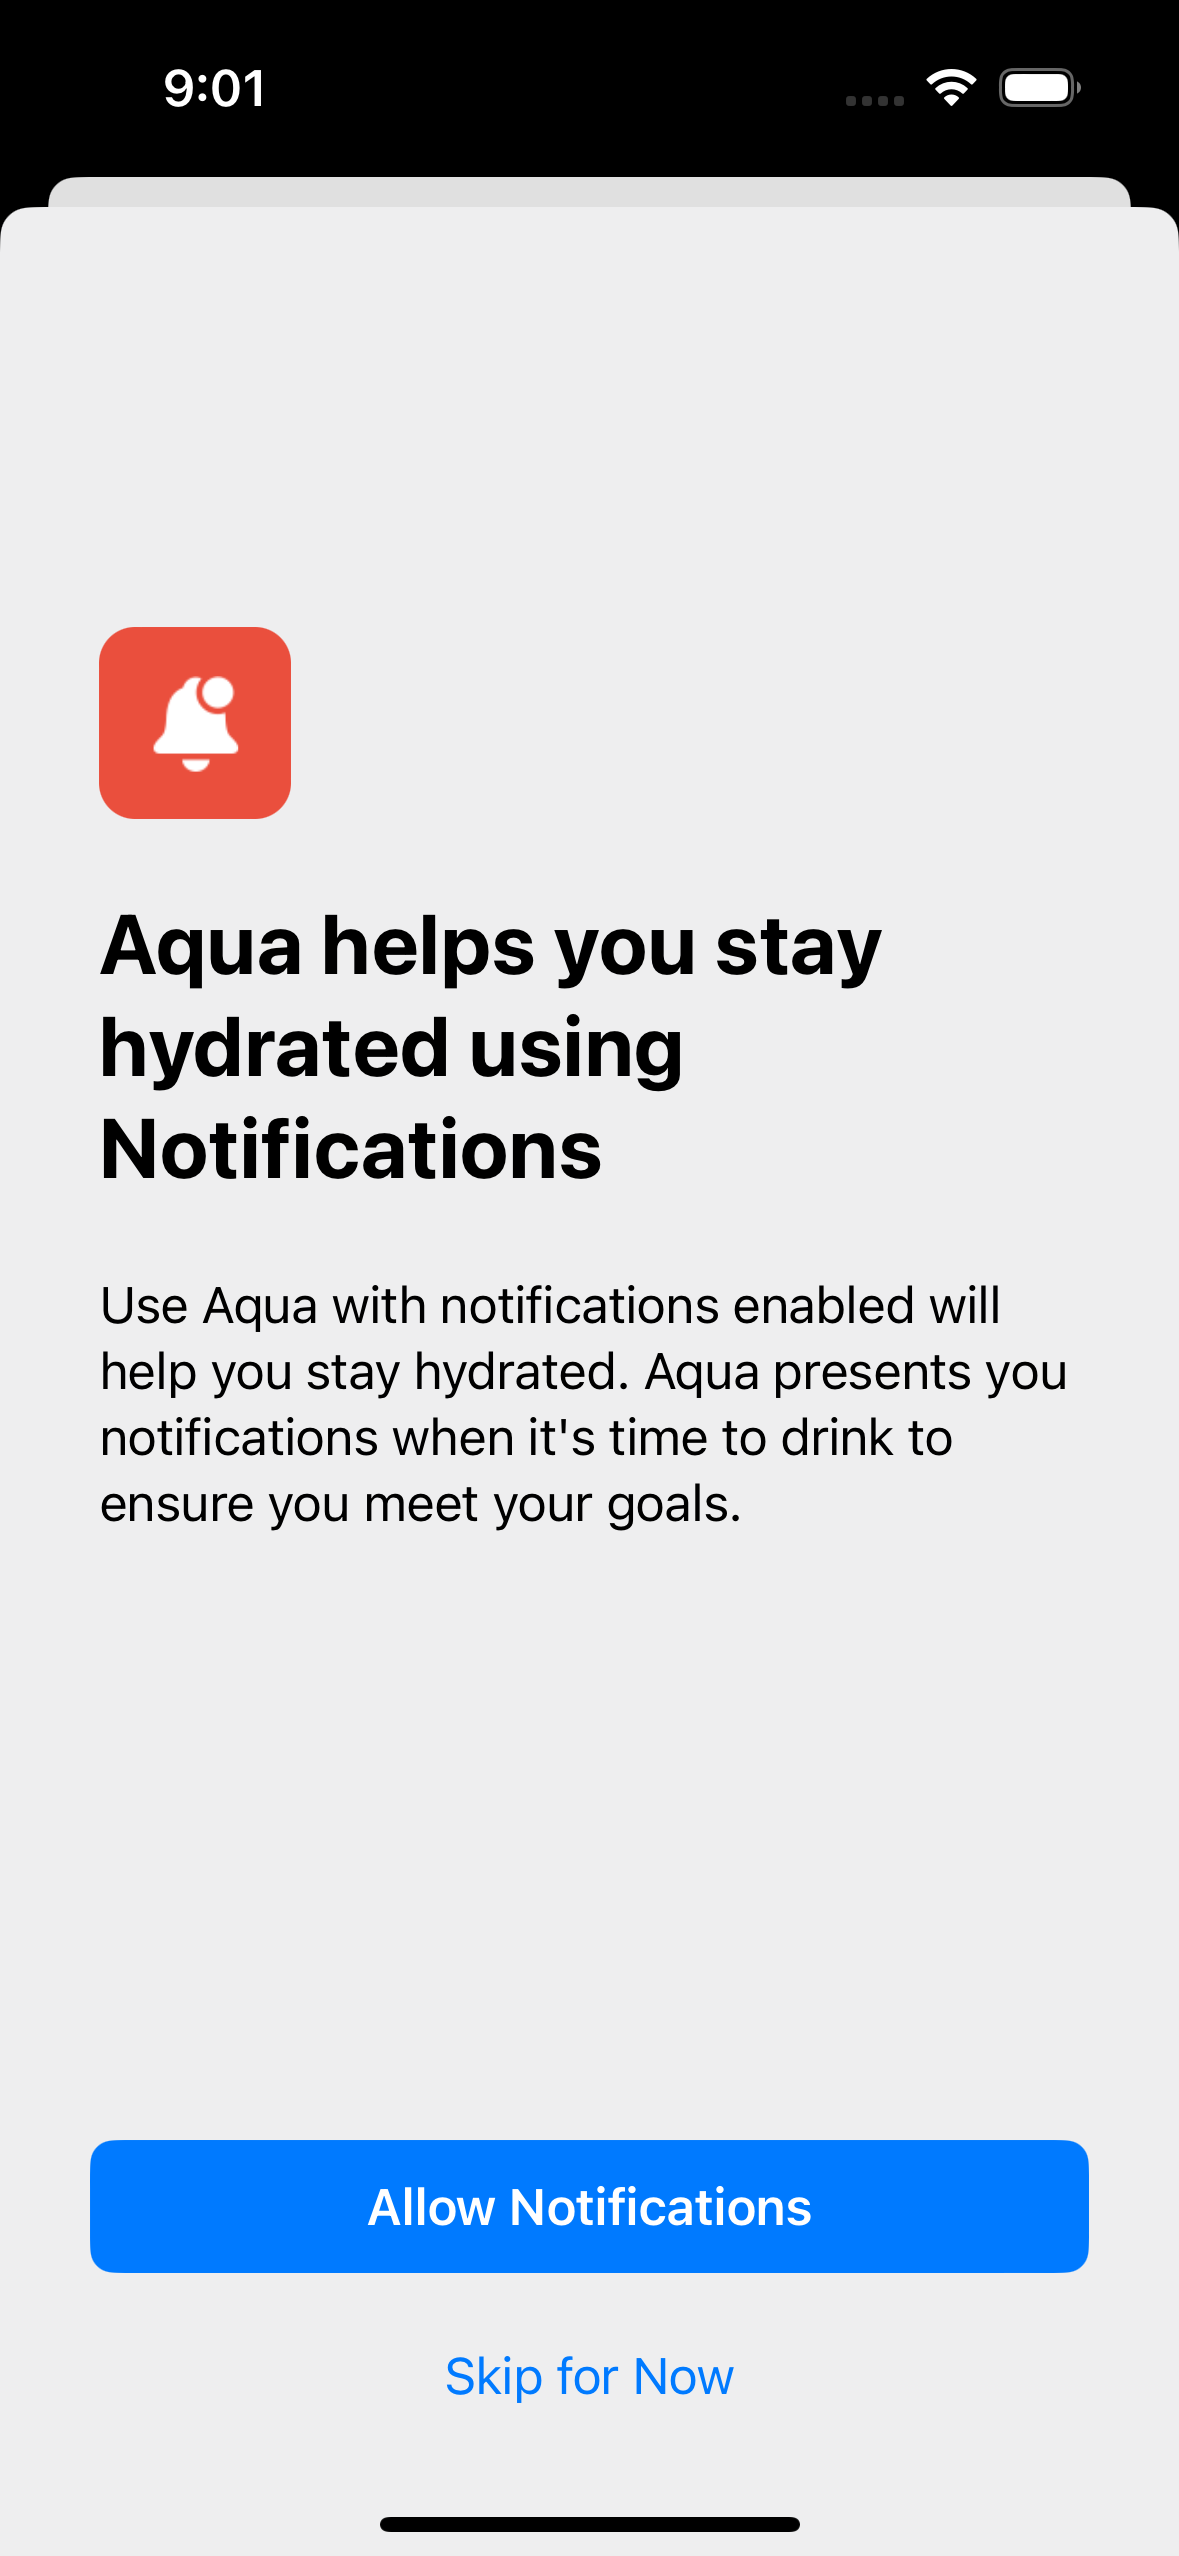 9:01
Aqua helps you stay
hydrated using
Notifications
Use Aqua with notifications enabled will
help you stay hydrated. Aqua presents you
notifications when it's time to drink to
ensure you meet your goals.
Allow Notifications
Skip for Now